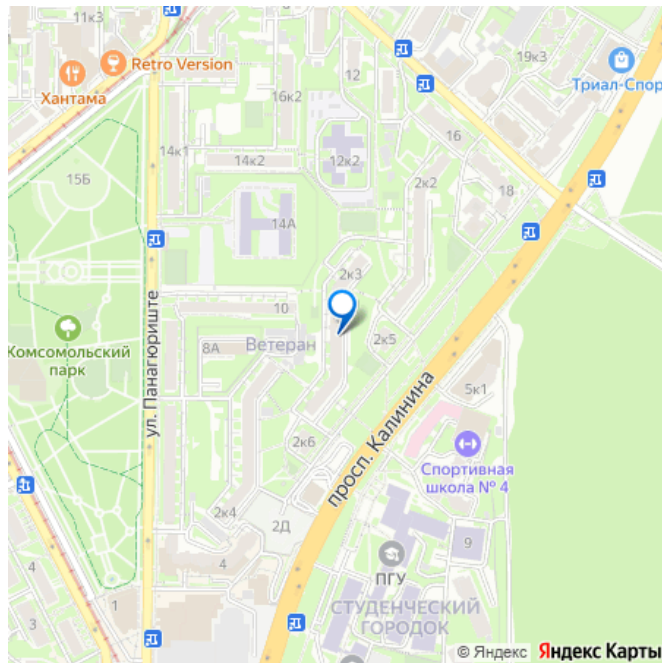 11к3
Retro Version
Хантама
12
19к3
Триал-Спор
16к2
14к1
14к2
12к2
16
15Б
2к2
18
14А
2к3
10
Комсомольский
парк
ул. Панагюриште
8А
Ветеран
2к5
просп. Калинина
5к1
2к6
Спортивная
школа № 4
2к4
2Д
4
4
9
ПГУ
СТУДЕНЧЕСКИЙ
ГОРОДОК
1
3
© Яндекс Яндекс Карты